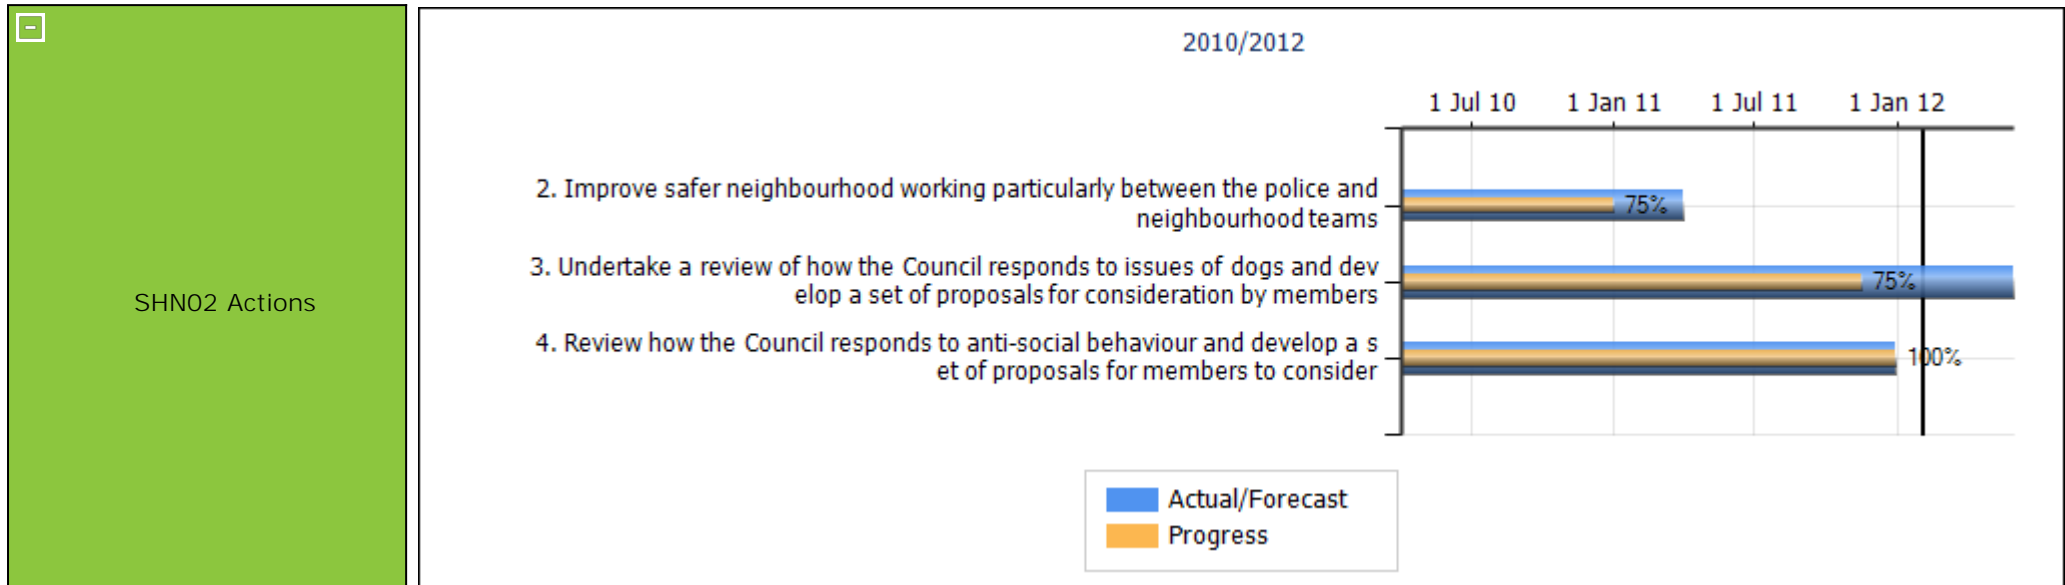 SHN02 Actions
2010/2012
1 Jul 10 1 Jan 11 1 Jul 11 1 Jan 12
2. Improve safer neighbourhood working particularly between the police and
neighbourhood teams
75%
3. Undertake a review of how the Council responds to issues of dogs and dev
elop a set of proposals for consideration by members
75%
4. Review how the Council responds to anti-social behaviour and develop a s
et of proposals for members to consider
100%
Actual/Forecast
Progress